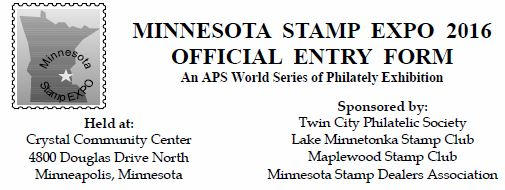 Minnesota
Stamp EXPO
MINNESOTA STAMP EXPO 2016
OFFICIAL ENTRY FORM
An APS World Series of Philately Exhibition
Held at:
Crystal Community Center
4800 Douglas Drive North
Minneapolis, Minnesota
Sponsored by:
Twin City Philatelic Society
Lake Minnetonka Stamp Club
Maplewood Stamp Club
Minnesota Stamp Dealers Association